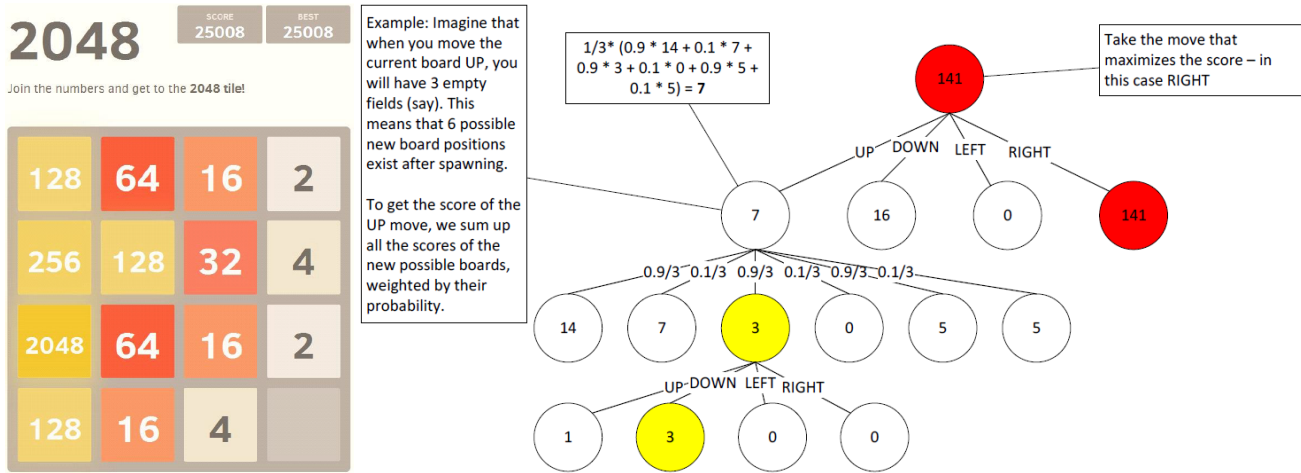 2048
SCORE
25008
BEST
25008
Join the numbers and get to the 2048 tile!
128 64 16 2
256 128 32 4
2048 64 16 2
128 16 4
Example: Imagine that
when you move the
current board UP, you
will have 3 empty
fields (say). This
means that 6 possible
new board positions
exist after spawning.
To get the score of the
UP move, we sum up
all the scores of the
new possible boards,
weighted by their
probability.
1/3* (0.9 * 14 + 0.1 * 7 +
0.9 * 3 + 0.1 * 0 + 0.9 * 5 +
0.1 * 5) = 7
141
Take the move that
maximizes the score – in
this case RIGHT
UP DOWN LEFT RIGHT
7 16 0 141
0.9/3 0.1/3 0.9/3 0.1/3 0.9/3 0.1/3
14 7 3 0 5 5
UP DOWN LEFT RIGHT
1 3 0 0